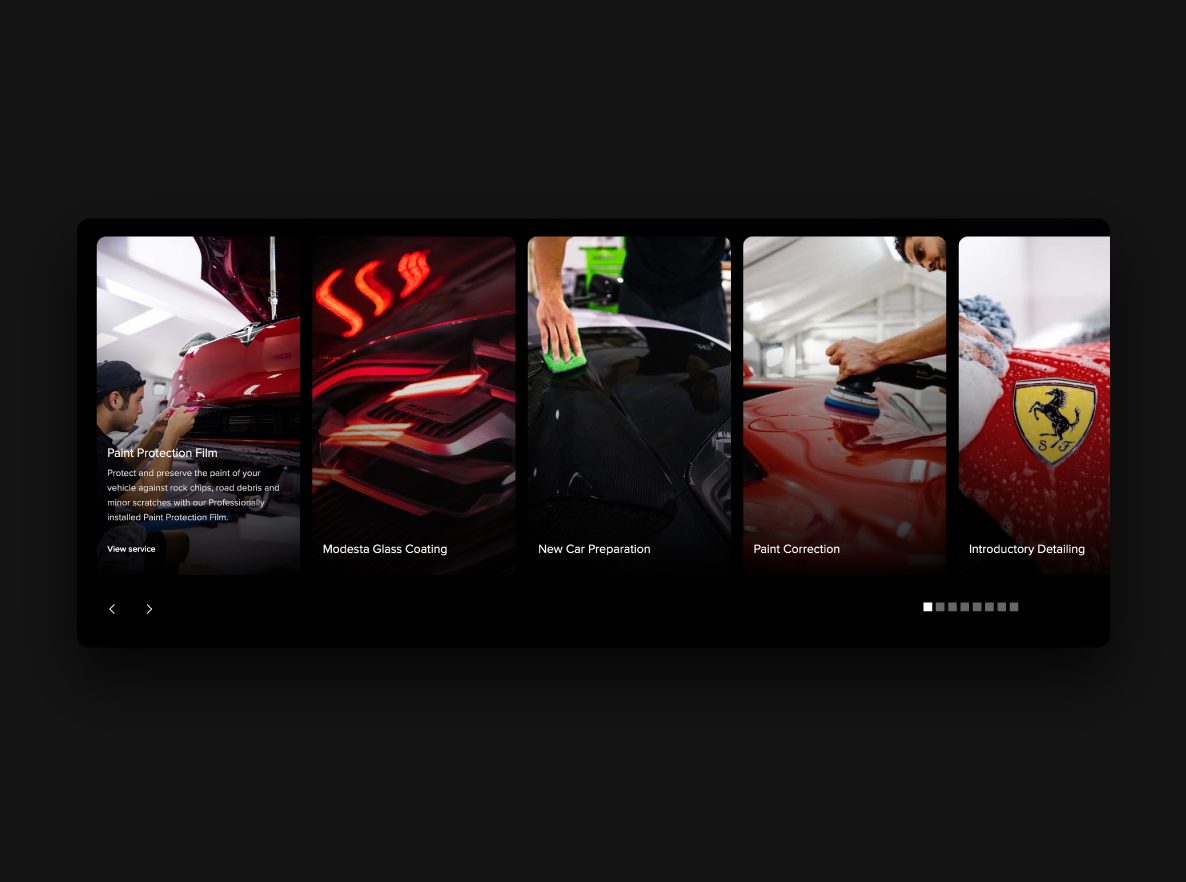 Paint Protection Film
Protect and preserve the paint of your
vehicle against rock chips, road debris and
minor scratches with our Professionally
installed Paint Protection Film.
View service
Modesta Glass Coating
New Car Preparation
Paint Correction
Introductory Detailing
S F